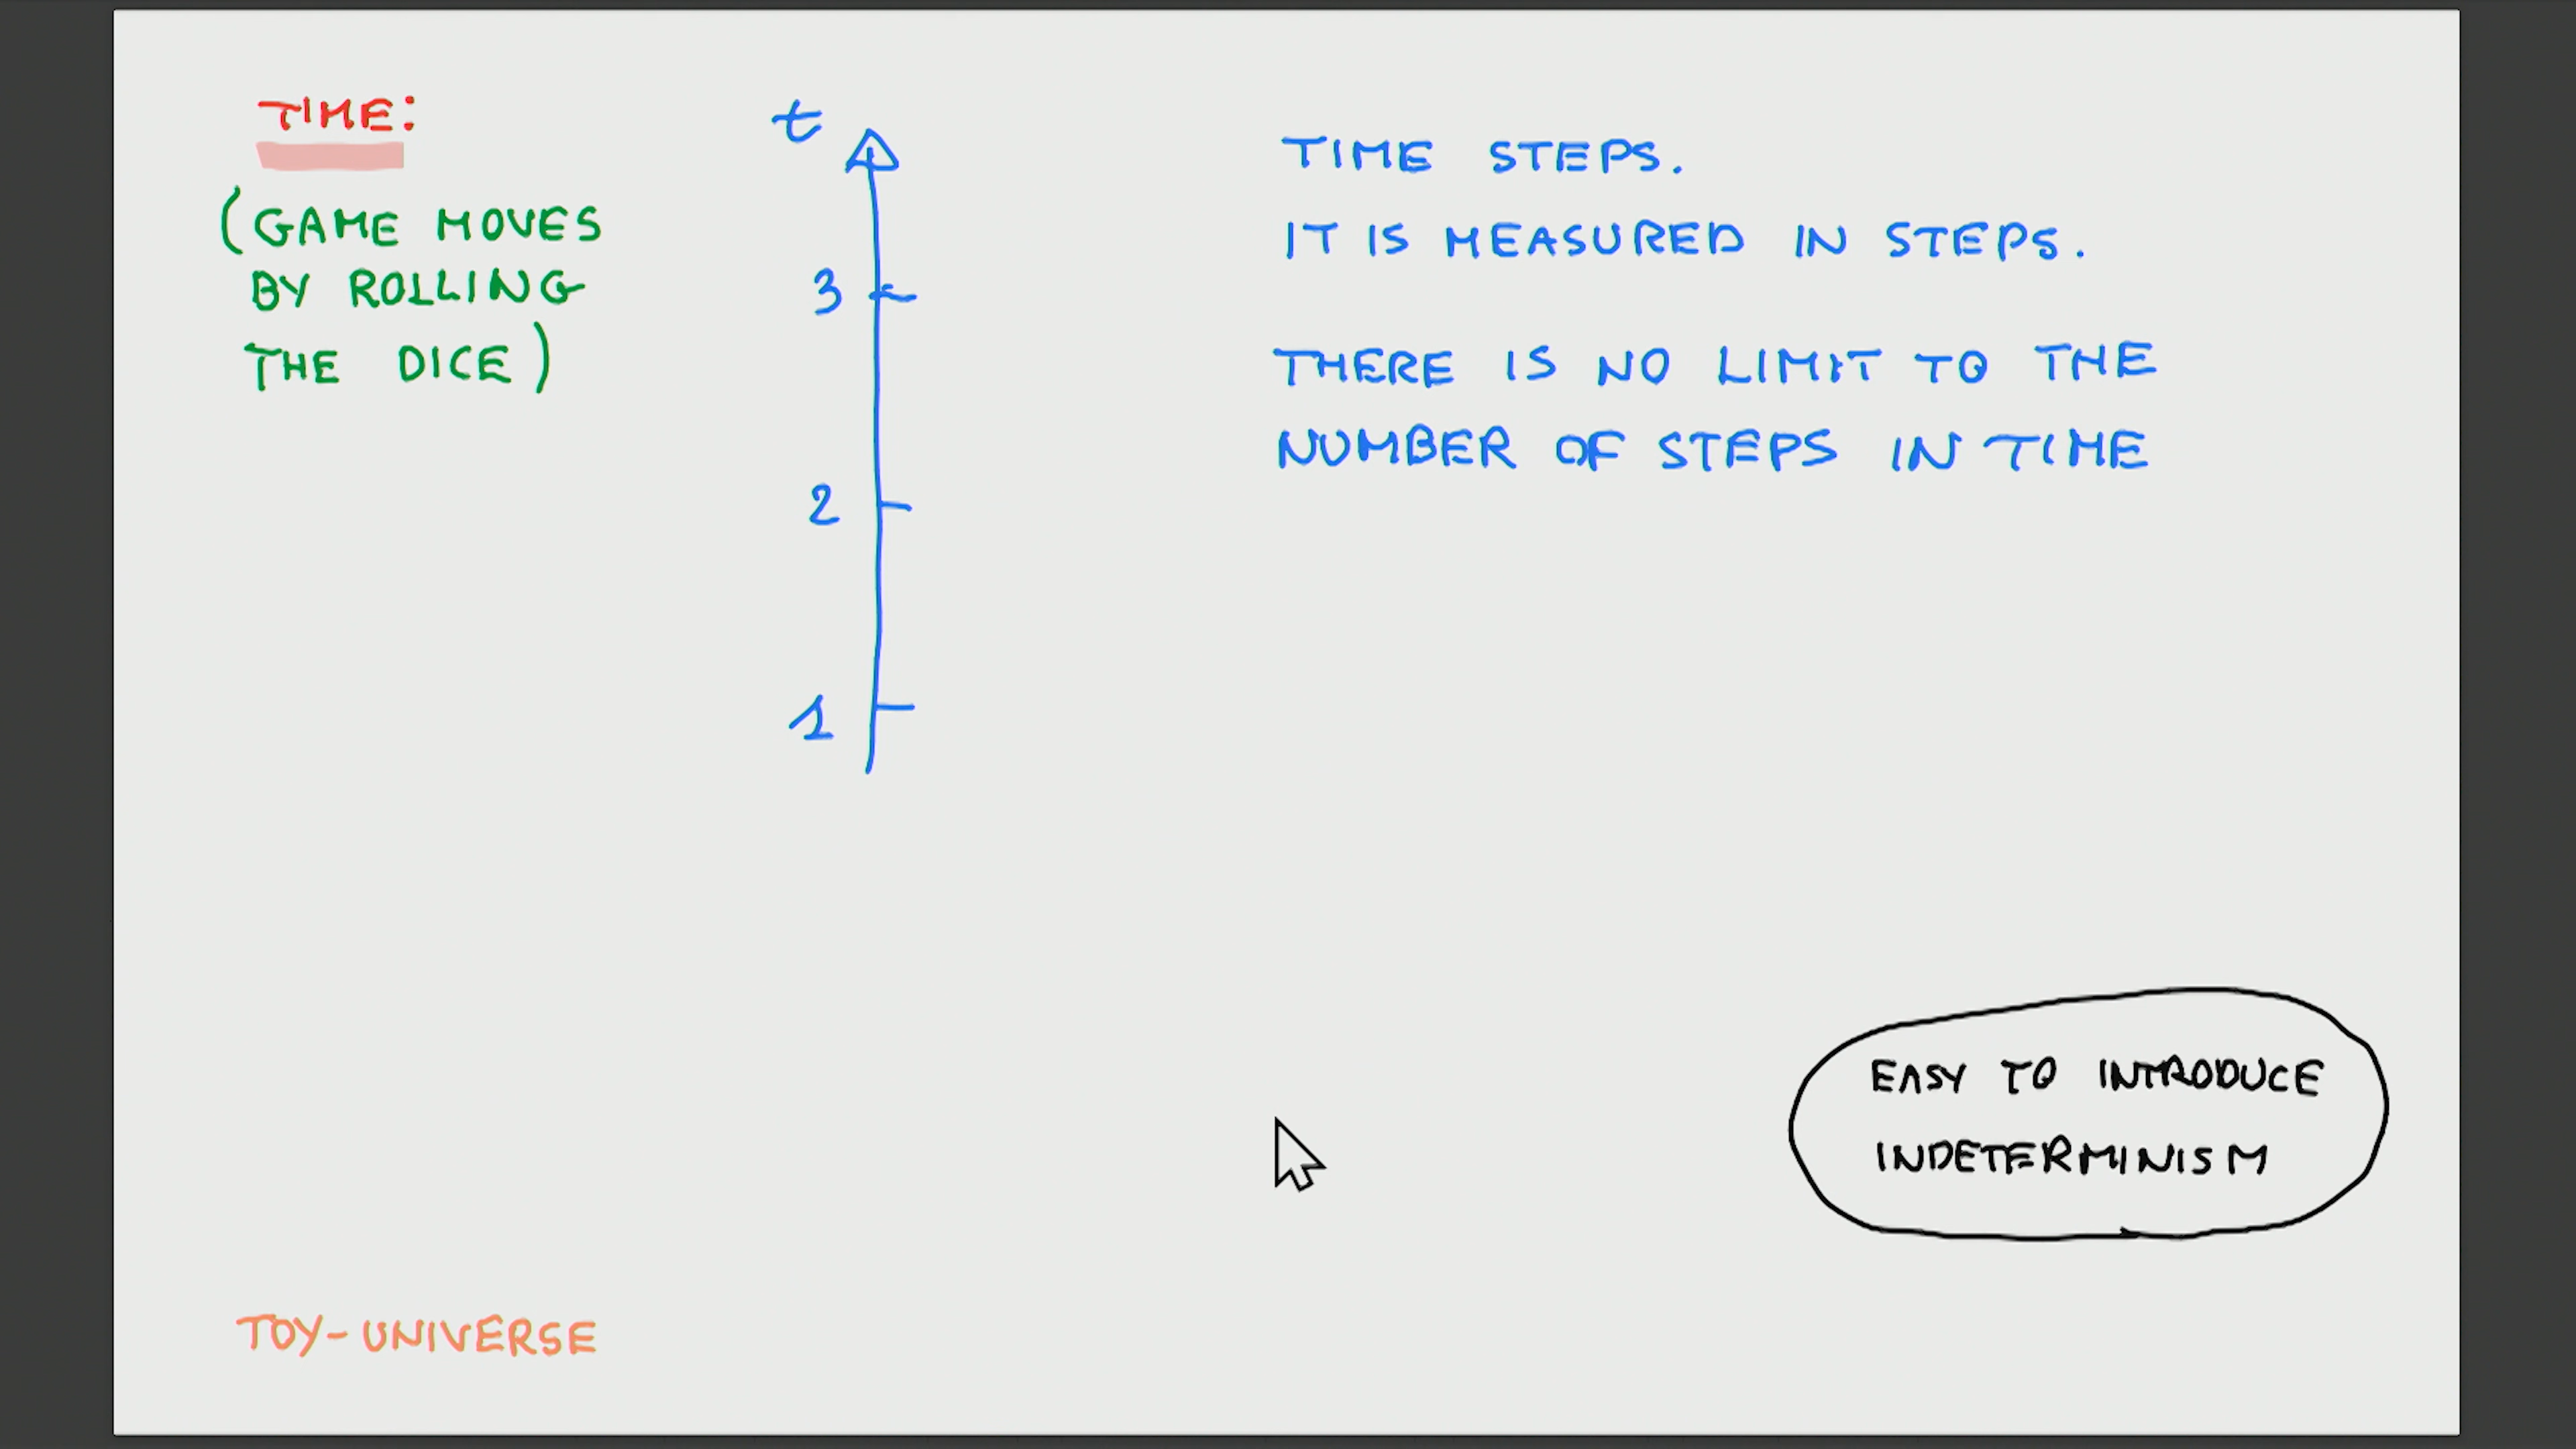 TIME:
(GAME MOVES
BY ROLLING
THE DICE)
t
3
2
1
TIME STEPS.
IT IS MEASURED IN STEPS.
THERE IS NO LIMIT TO THE
NUMBER OF STEPS IN TIME
EASY TO INTRODUCE
INDETERMINISM
TOY-UNIVERSE